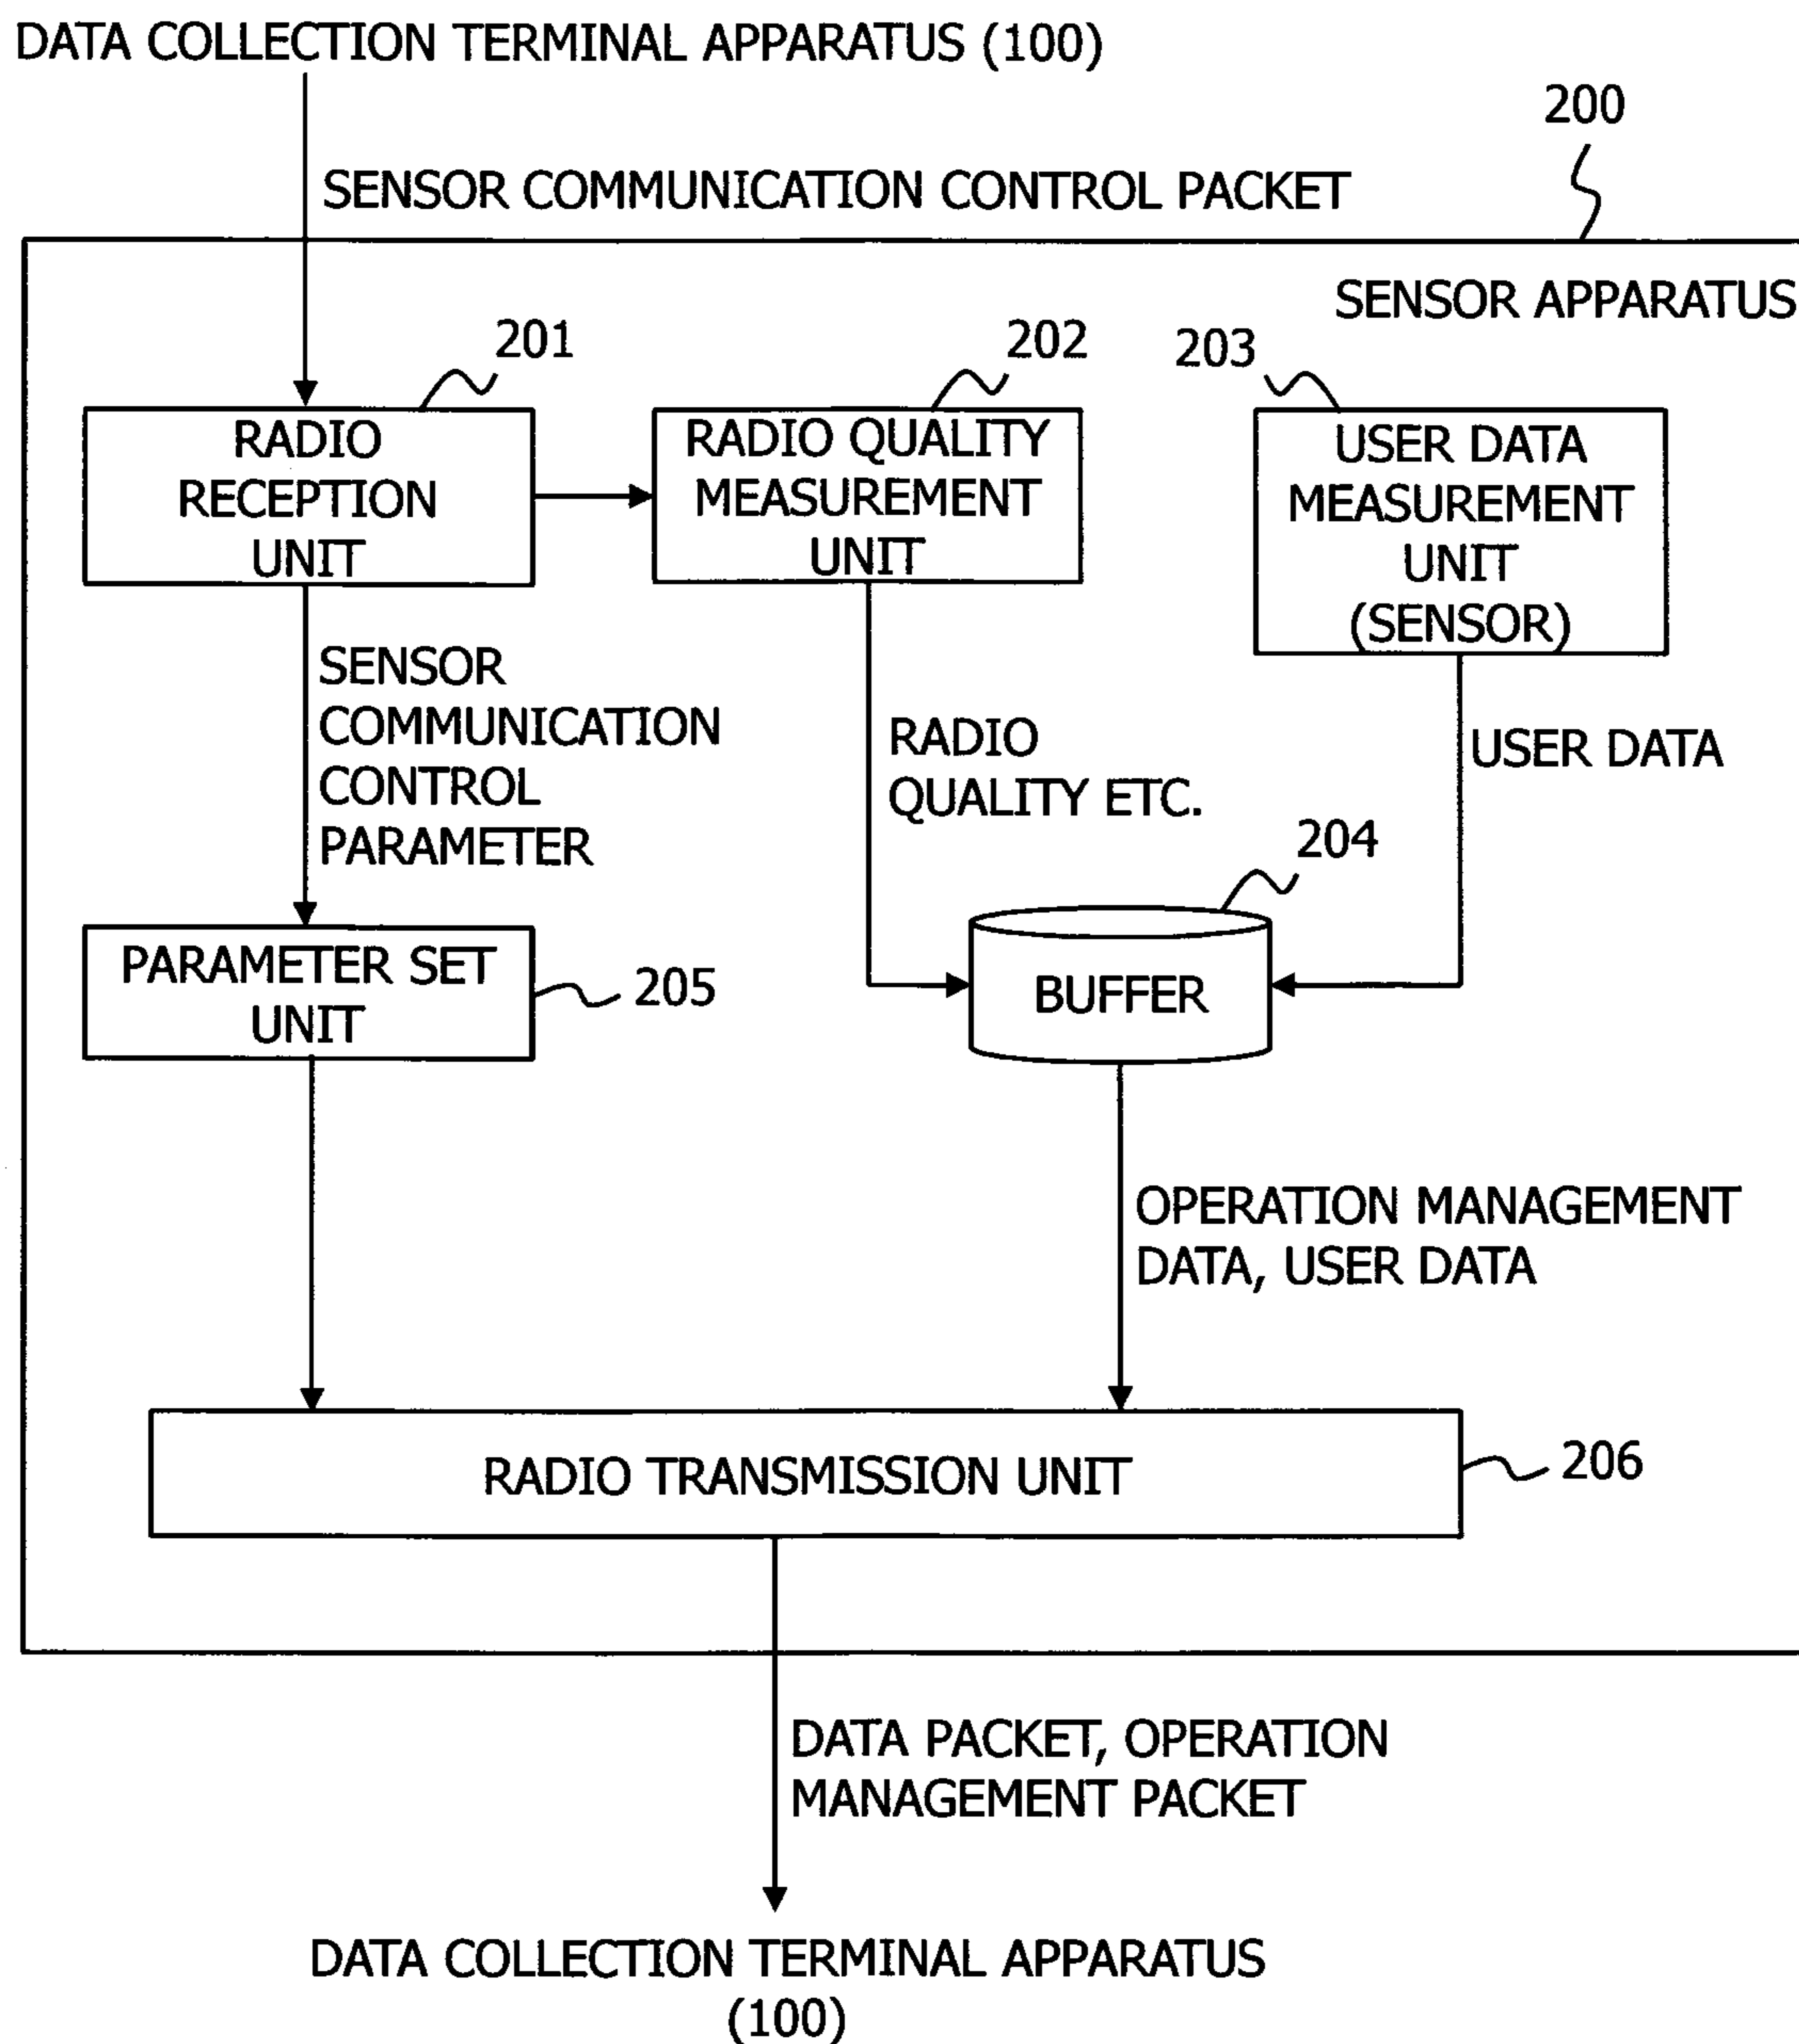 DATA COLLECTION TERMINAL APPARATUS (100)
200
SENSOR COMMUNICATION CONTROL PACKET
SENSOR APPARATUS
201
202
203
RADIO
RECEPTION
UNIT
RADIO QUALITY
MEASUREMENT
UNIT
USER DATA
MEASUREMENT
UNIT
(SENSOR)
SENSOR
COMMUNICATION
CONTROL
PARAMETER
RADIO
QUALITY ETC.
USER DATA
204
PARAMETER SET
UNIT
205
BUFFER
OPERATION MANAGEMENT
DATA, USER DATA
RADIO TRANSMISSION UNIT
206
DATA PACKET, OPERATION
MANAGEMENT PACKET
DATA COLLECTION TERMINAL APPARATUS
(100)